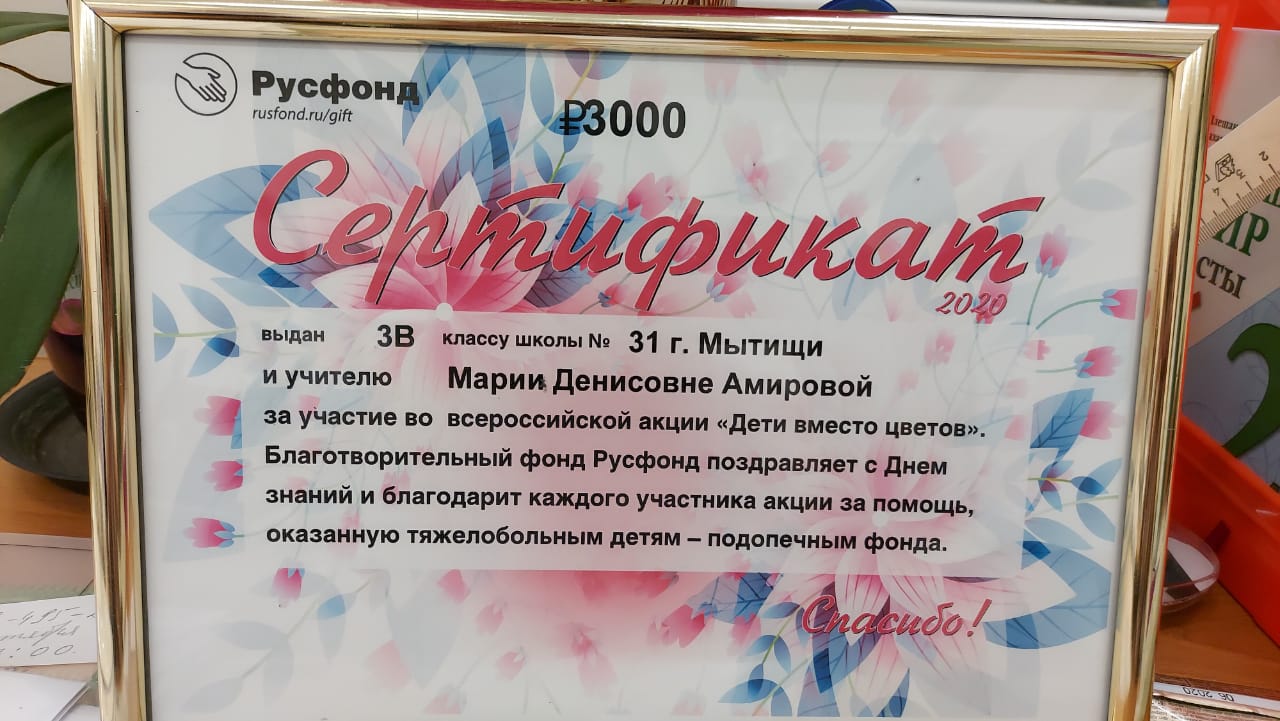 Русфонд
rusfond.ru/gift
₽3000
Сертификат
2020
выдан 3В классу школы № 31 г. Мытищи
и учителю Марии Денисовне Амировой
за участие во всероссийской акции «Дети вместо цветов».
Благотворительный фонд Русфонд поздравляет с Днем
знаний и благодарит каждого участника акции за помощь,
оказанную тяжелобольным детям – подопечным фонда.
Спасибо!
06 2020